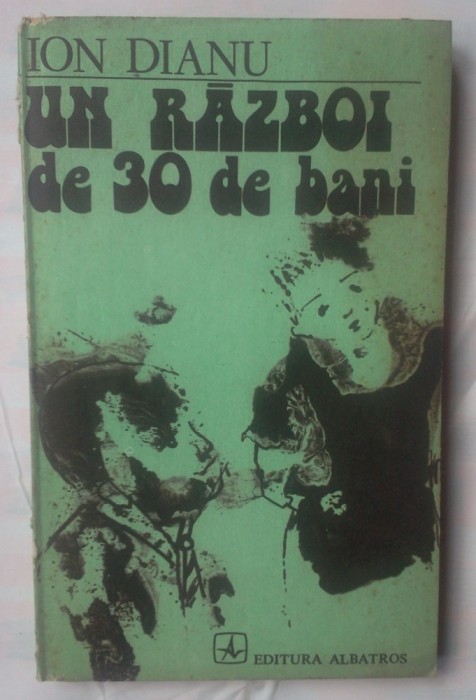 ION DIANU
UN RĂZBOI
de 30 de bani
EDITURA ALBATROS